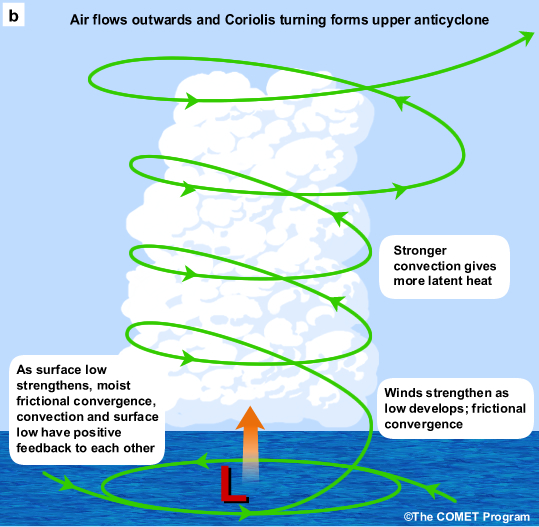 b
Air flows outwards and Coriolis turning forms upper anticyclone
Stronger
convection gives
more latent heat
As surface low
strengthens, moist
frictional convergence,
convection and surface
low have positive
feedback to each other
Winds strengthen as
low develops; frictional
convergence
L
©The COMET Program